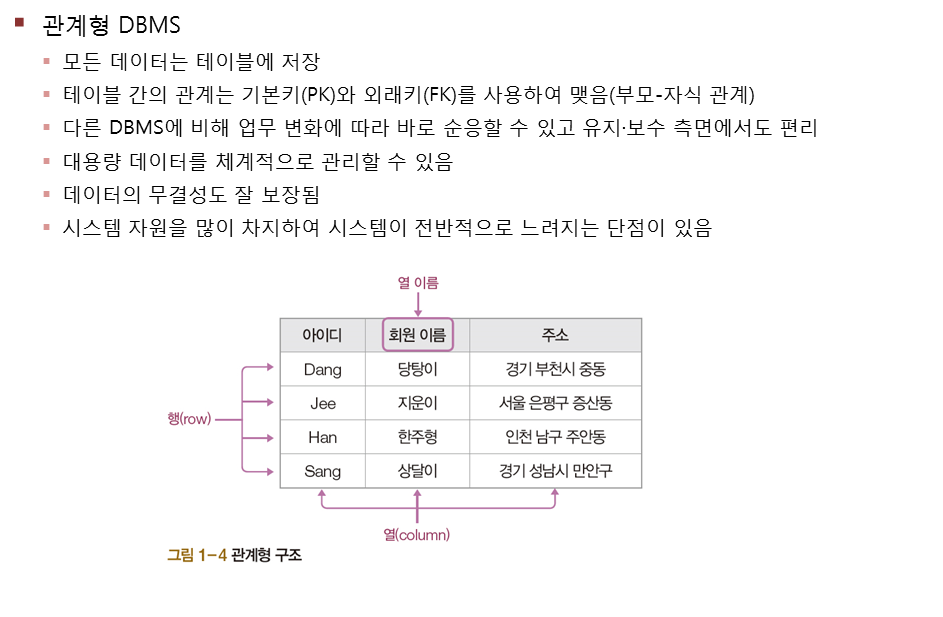 관계형 DBMS
모든 데이터는 테이블에 저장
테이블 간의 관계는 기본키(PK)와 외래키(FK)를 사용하여 맺음(부모-자식 관계)
다른 DBMS에 비해 업무 변화에 따라 바로 순응할 수 있고 유지·보수 측면에서도 편리
대용량 데이터를 체계적으로 관리할 수 있음
데이터의 무결성도 잘 보장됨
시스템 자원을 많이 차지하여 시스템이 전반적으로 느려지는 단점이 있음
열 이름
아이디 회원 이름 주소
Dang 당탕이 경기 부천시 중동
Jee 지운이 서울 은평구 증산동
행(row)
Han 한주형 인천 남구 주안동
Sang 상달이 경기 성남시 만안구
열(column)
그림 1-4 관계형 구조